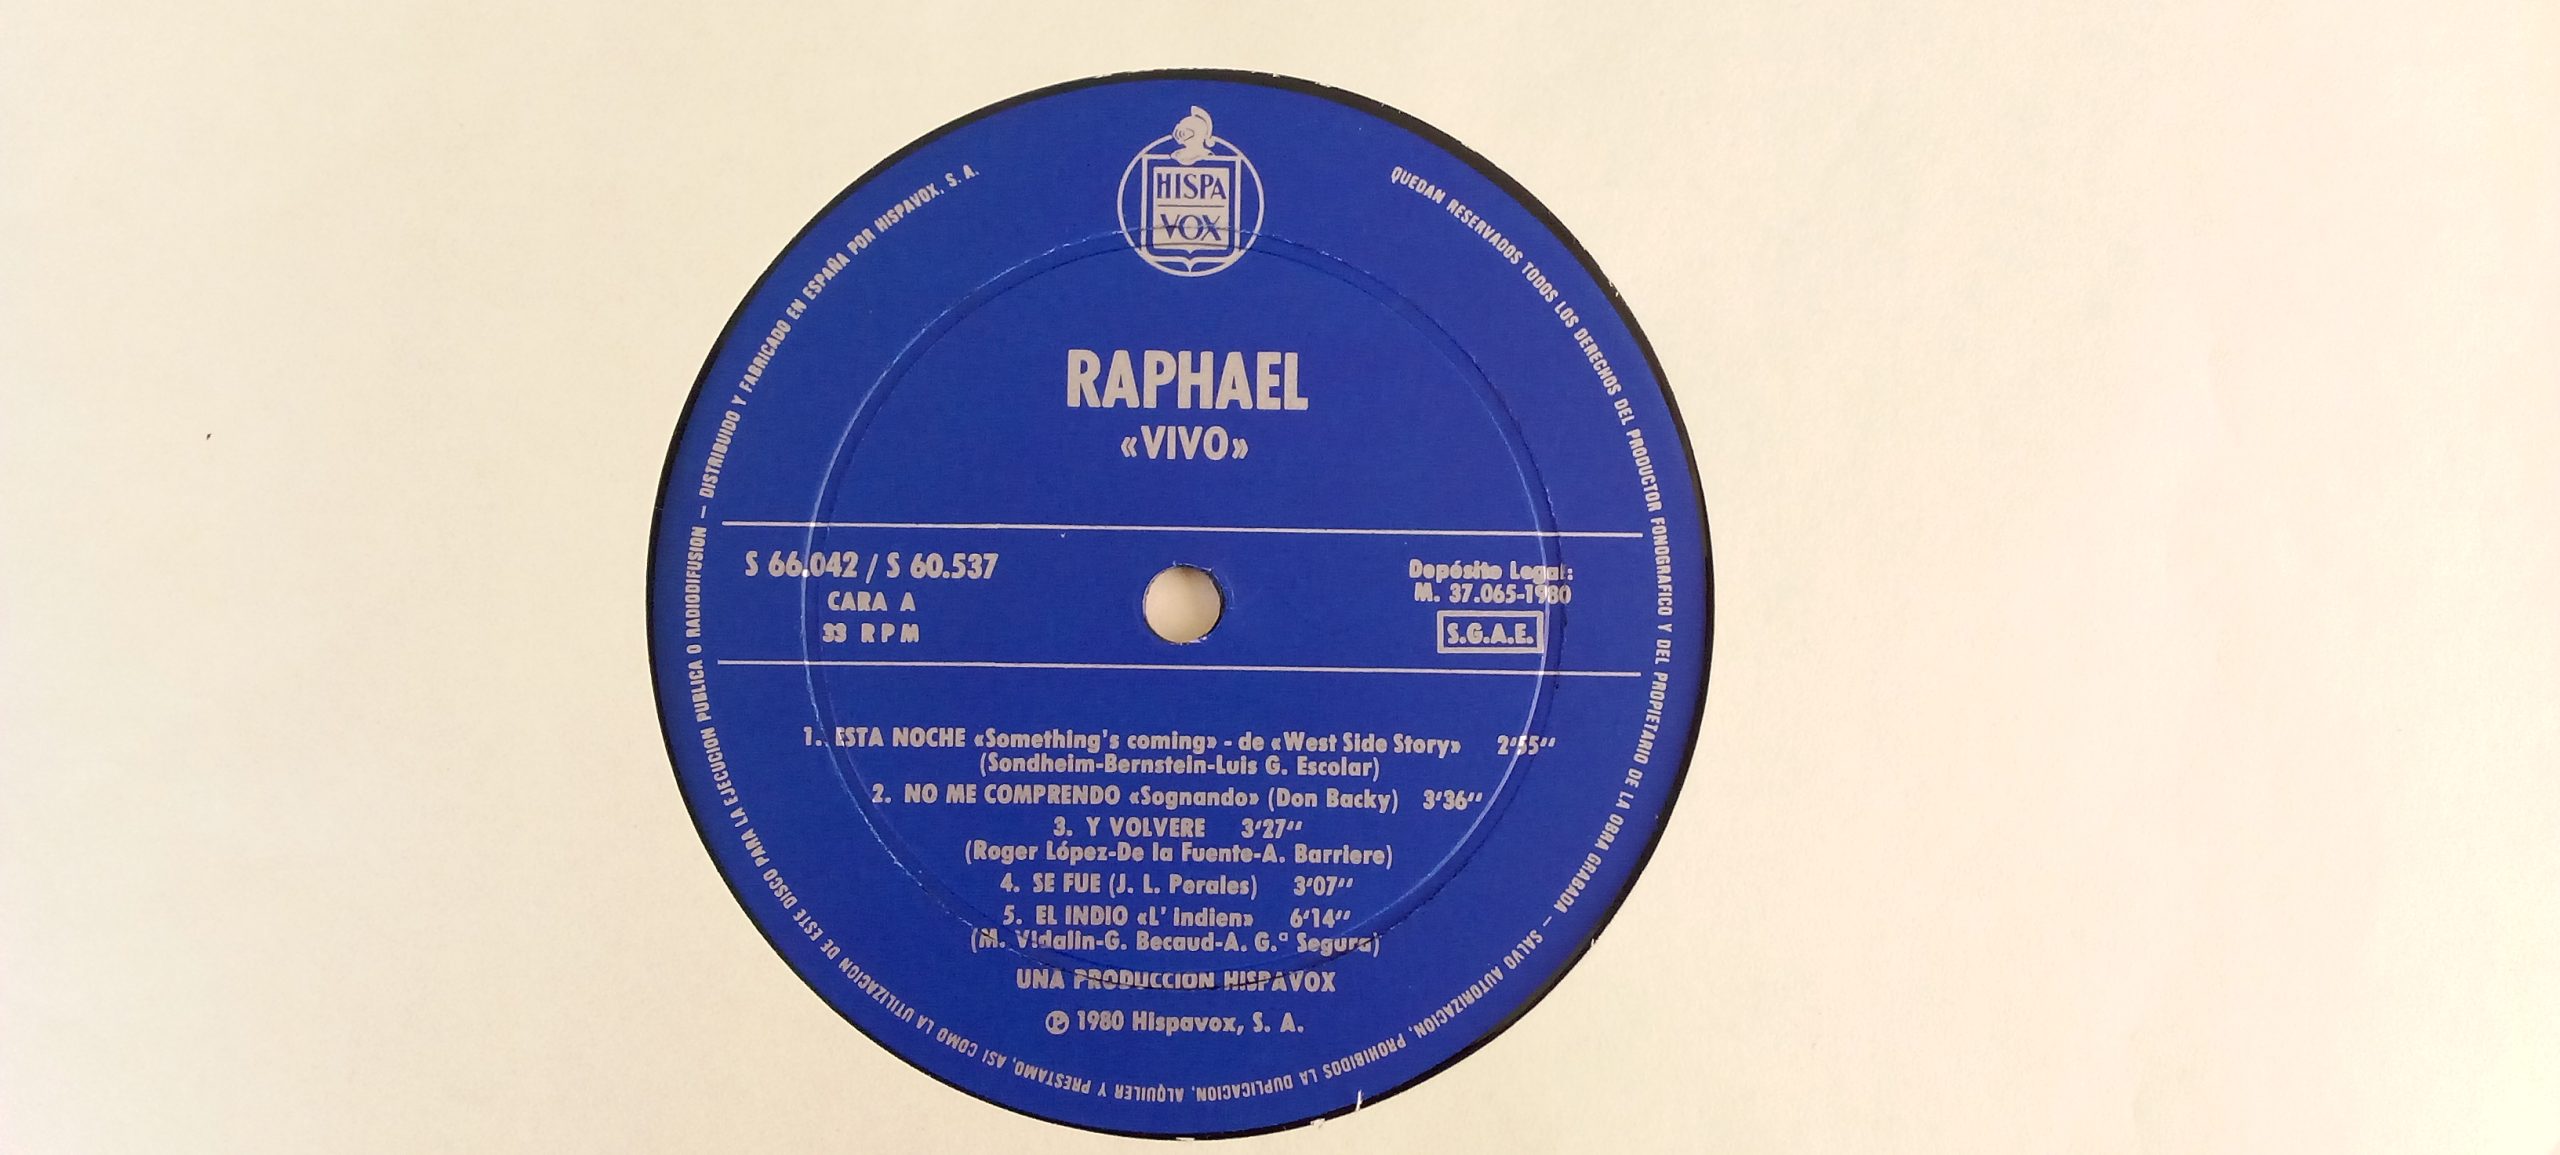 HISPA
VOX
RAPHAEL
«VIVO»
S 66.042 / S 60.537
CARA A
33 RPM
Depósito Legal:
M. 37.065-1980
S.G.A.E.
1. ESTA NOCHE «Something's coming» - de «West Side Story» 2'55''
(Sondheim-Bernstein-Luis G. Escolar)
2. NO ME COMPRENDO «Sognando» (Don Backy) 3'36''
3. Y VOLVERE 3'27''
(Roger López-De la Fuente-A. Barriere)
4. SE FUE (J. L. Perales) 3'07''
5. EL INDIO «L' indien» 6'14''
(M. Vidalin-G. Becaud-A. G.ª Segura)
UNA PRODUCCION HISPAVOX
Ⓟ 1980 Hispavox, S. A.
QUEDAN RESERVADOS TODOS LOS DERECHOS DEL PRODUCTOR FONOGRAFICO Y DEL PROPIETARIO DE LA OBRA GRABADA – SALVO AUTORIZACION, PROHIBIDOS LA DUPLICACION, ALQUILER Y PRESTAMO, ASI COMO LA UTILIZACION DE ESTE DISCO PARA LA EJECUCION PUBLICA O RADIODIFUSION – DISTRIBUIDO Y FABRICADO EN ESPAÑA POR HISPAVOX, S. A.